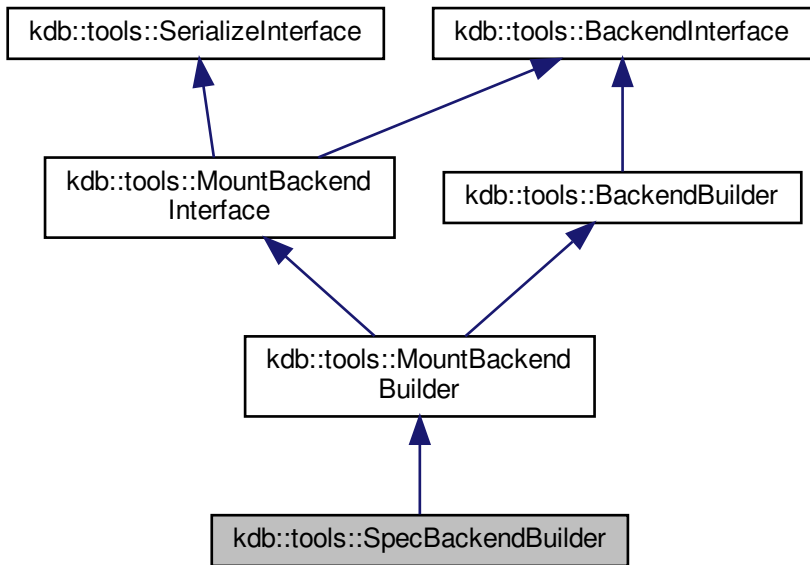 kdb::tools::SerializeInterface
kdb::tools::BackendInterface
kdb::tools::MountBackend
Interface
kdb::tools::BackendBuilder
kdb::tools::MountBackend
Builder
kdb::tools::SpecBackendBuilder